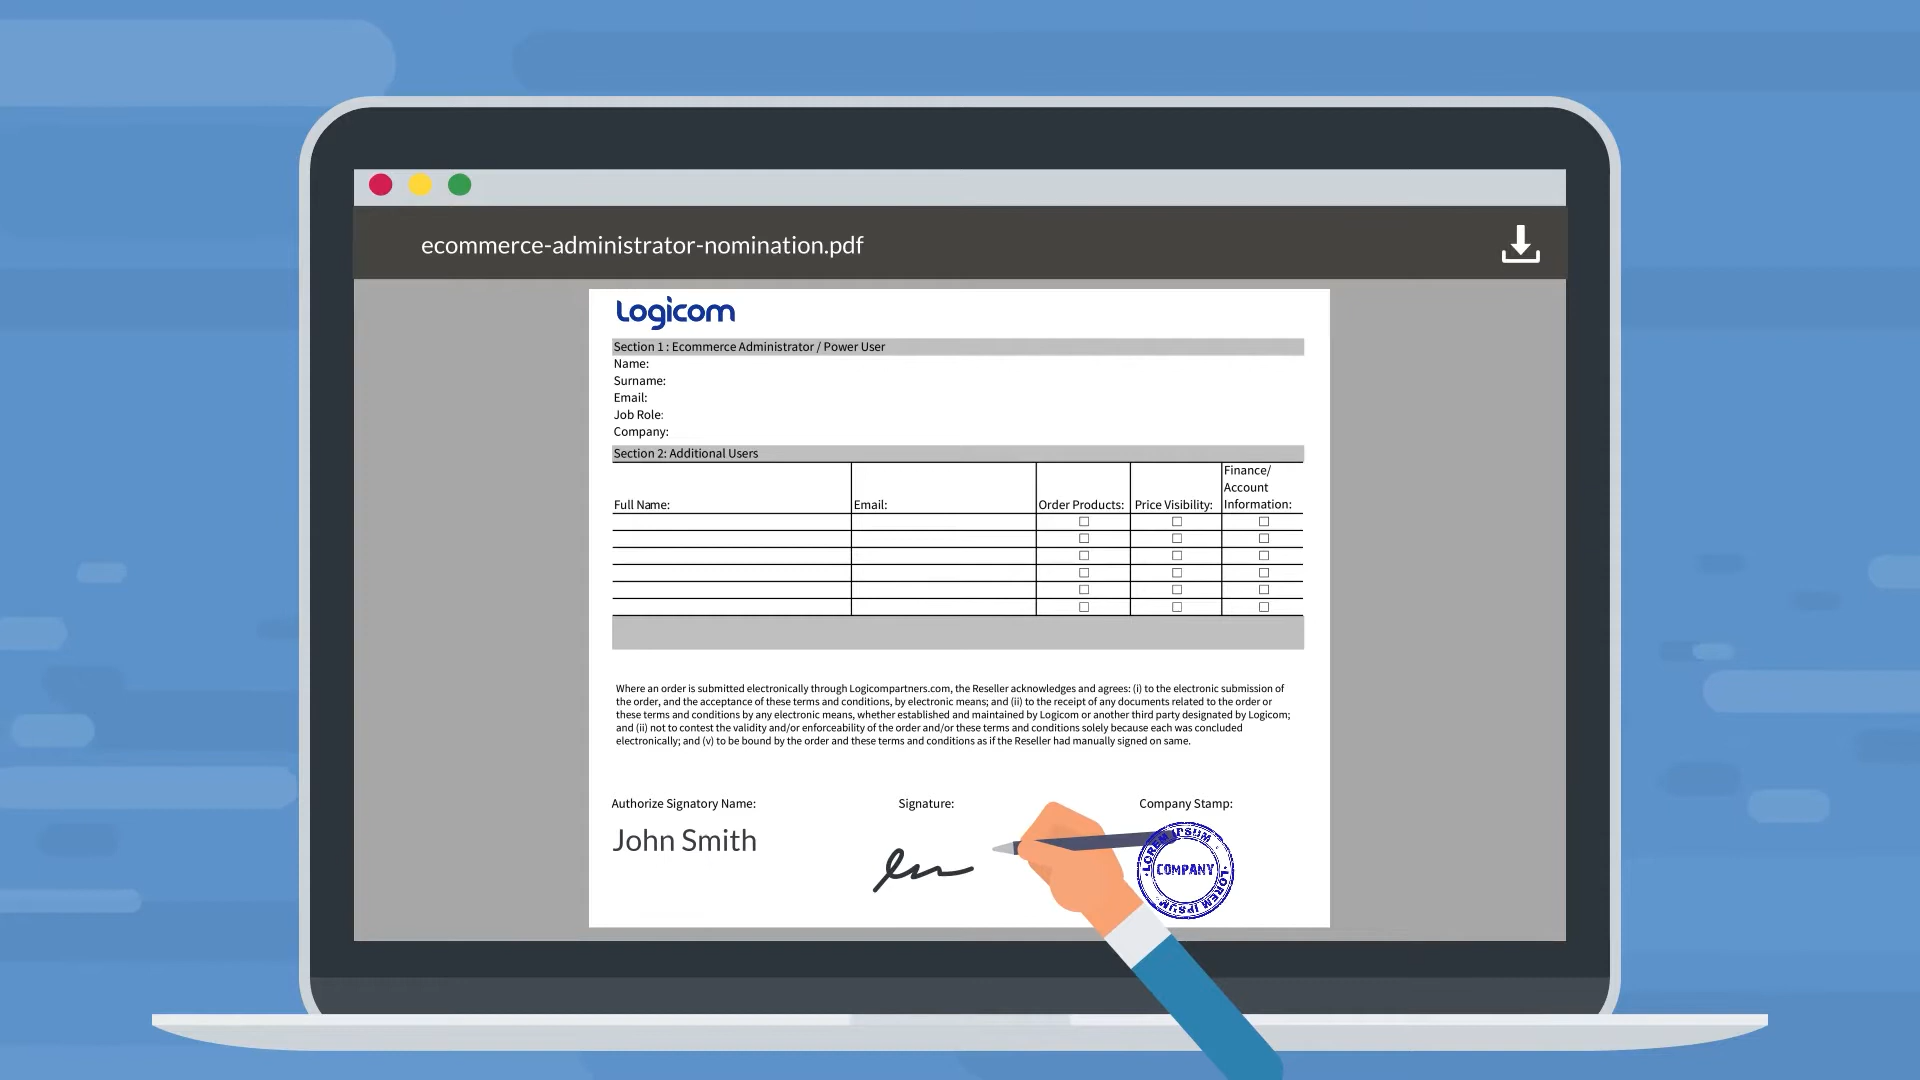 ecommerce-administrator-nomination.pdf
Logicom
Section 1 : Ecommerce Administrator / Power User
Name:
Surname:
Email:
Job Role:
Company:
Section 2: Additional Users
Full Name:
Email:
Order Products:
Price Visibility:
Finance/
Account
Information:
Where an order is submitted electronically through Logicompartners.com, the Reseller acknowledges and agrees: (i) to the electronic submission of
the order, and the acceptance of these terms and conditions, by electronic means; and (ii) to the receipt of any documents related to the order or
these terms and conditions by any electronic means, whether established and maintained by Logicom or another third party designated by Logicom;
and (ii) not to contest the validity and/or enforceability of the order and/or these terms and conditions solely because each was concluded
electronically; and (v) to be bound by the order and these terms and conditions as if the Reseller had manually signed on same.
Authorize Signatory Name:
Signature:
Company Stamp:
John Smith
LOREM IPSUM
COMPANY
LOREM IPSUM